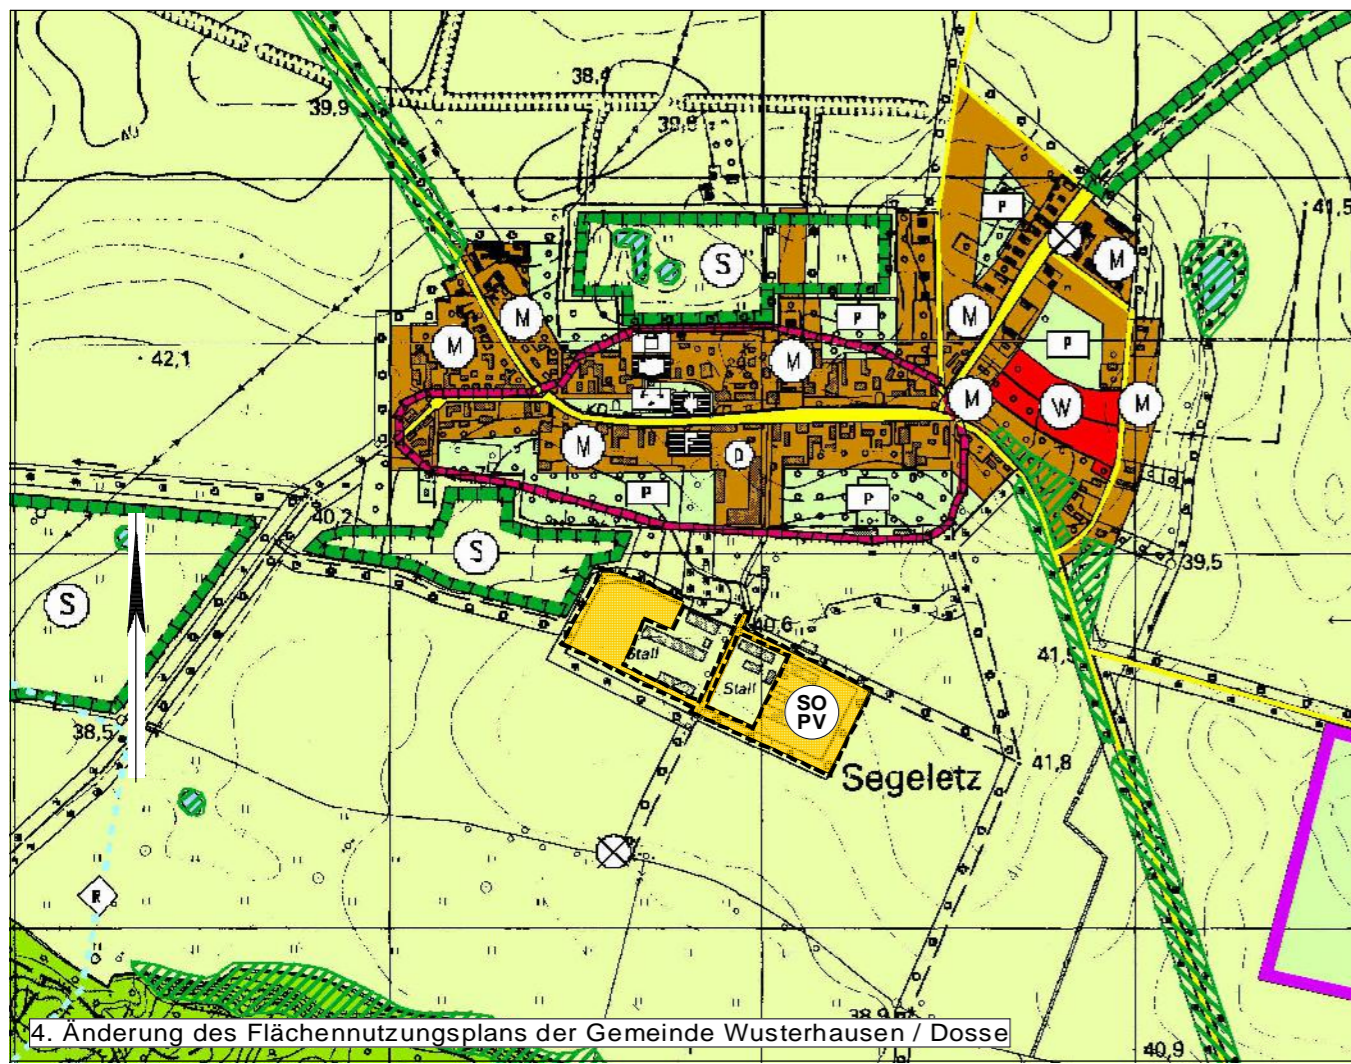 38,4
39,9
39,8
41,5
P
M
S
M
M
P
M
M
P
42,1
M
M
W
M
M
F
P
P
P
40,2
S
39,5
S
40,6
Stall
41,5
Stall
SO
PV
38,5
41,8
Segeletz
R
38,9
4. Änderung des Flächennutzungsplans der Gemeinde Wusterhausen / Dosse
40,9